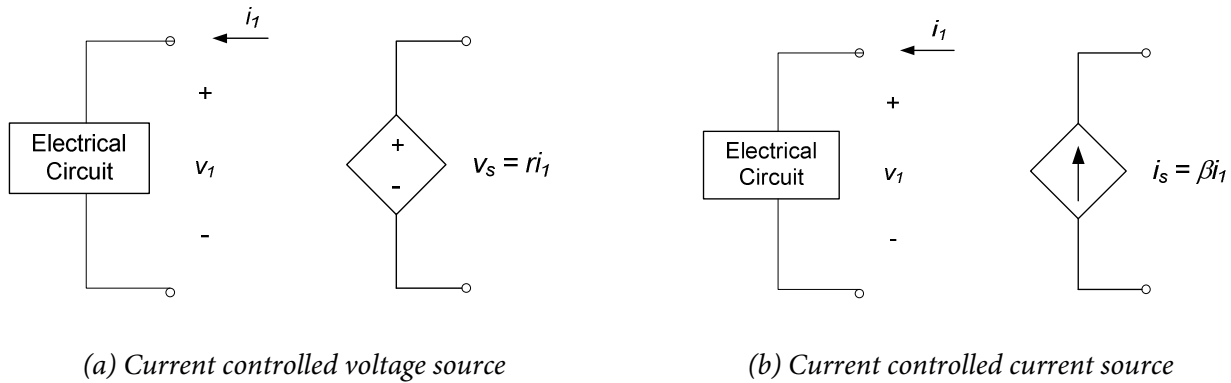 i₁
+
Electrical
Circuit
v₁
-
+
-
vₛ = ri₁
(a) Current controlled voltage source
i₁
+
Electrical
Circuit
v₁
-
iₛ = βi₁
(b) Current controlled current source